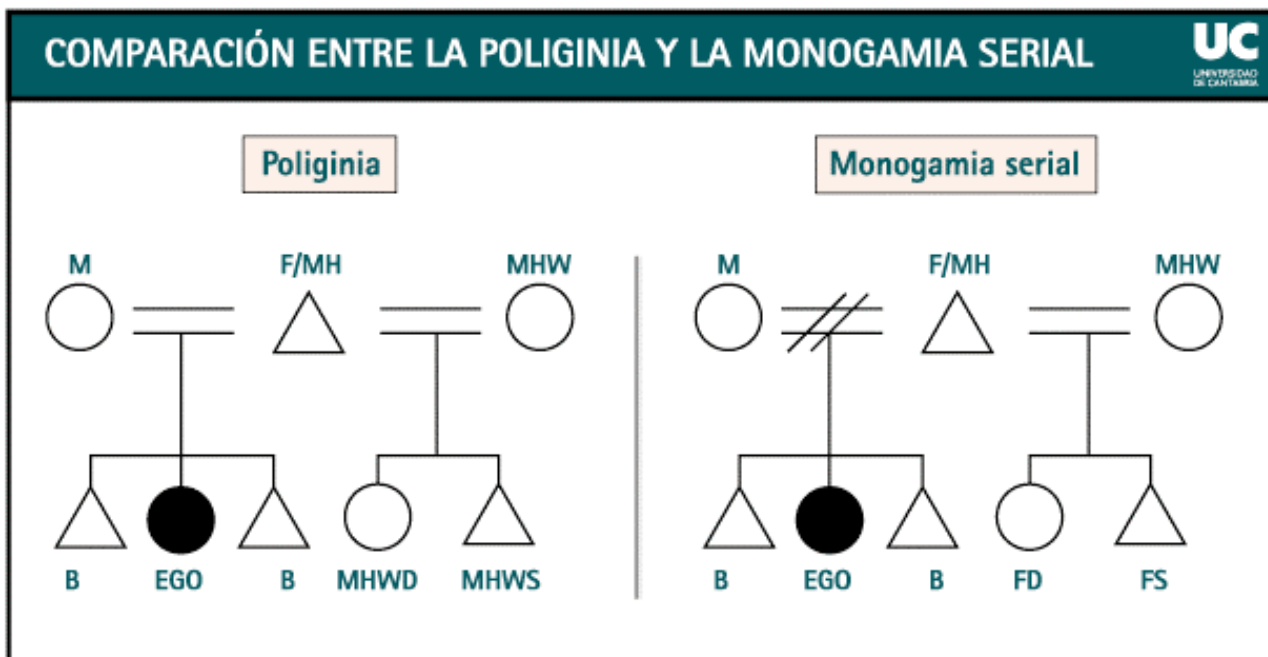 COMPARACIÓN ENTRE LA POLIGINIA Y LA MONOGAMIA SERIAL
UC
UNIVERSIDAD
DE CANTABRIA
Poliginia
M F/MH MHW
B EGO B MHWD MHWS
Monogamia serial
M F/MH MHW
B EGO B FD FS